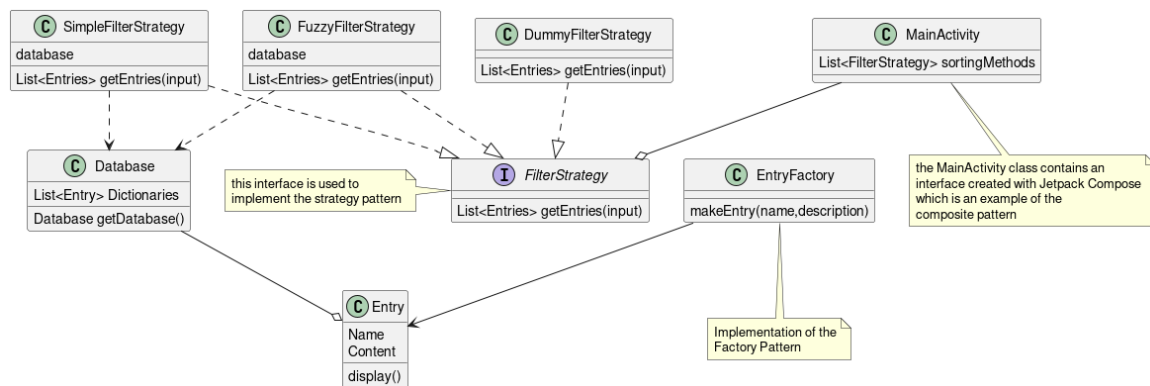 C SimpleFilterStrategy
database
List<Entries> getEntries(input)
C FuzzyFilterStrategy
database
List<Entries> getEntries(input)
C DummyFilterStrategy
List<Entries> getEntries(input)
C MainActivity
List<FilterStrategy> sortingMethods
C Database
List<Entry> Dictionaries
Database getDatabase()
this interface is used to
implement the strategy pattern
I FilterStrategy
List<Entries> getEntries(input)
C EntryFactory
makeEntry(name,description)
the MainActivity class contains an
interface created with Jetpack Compose
which is an example of the
composite pattern
C Entry
Name
Content
display()
Implementation of the
Factory Pattern